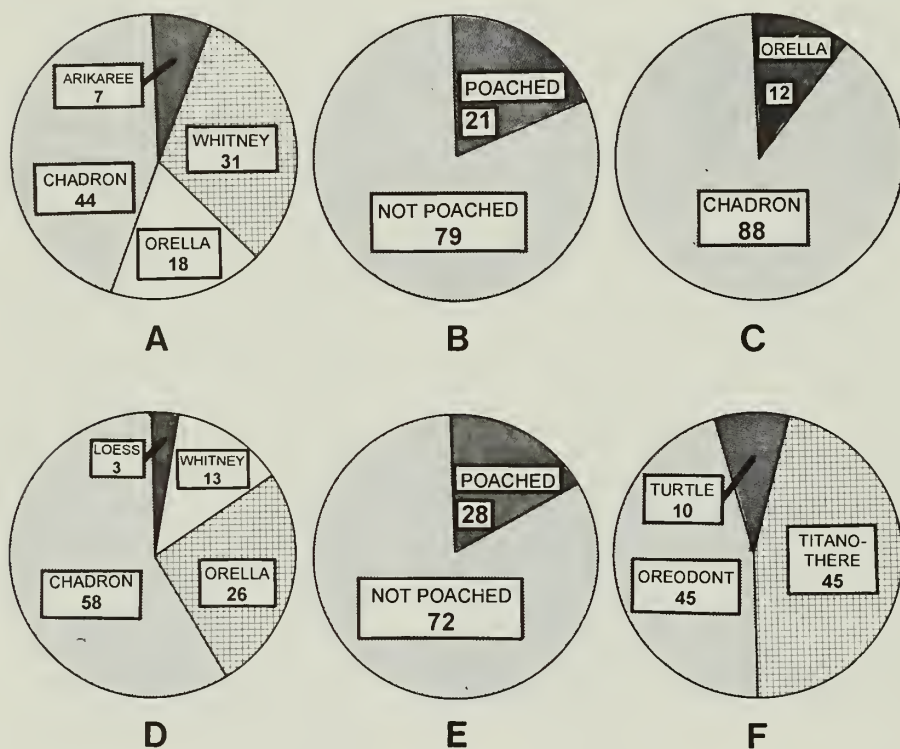 ARIKAREE
7
WHITNEY
31
CHADRON
44
ORELLA
18
A
POACHED
21
NOT POACHED
79
B
ORELLA
12
CHADRON
88
C
LOESS
3
WHITNEY
13
CHADRON
58
ORELLA
26
D
POACHED
28
NOT POACHED
72
E
TURTLE
10
TITANO-
THERE
45
OREODONT
45
F